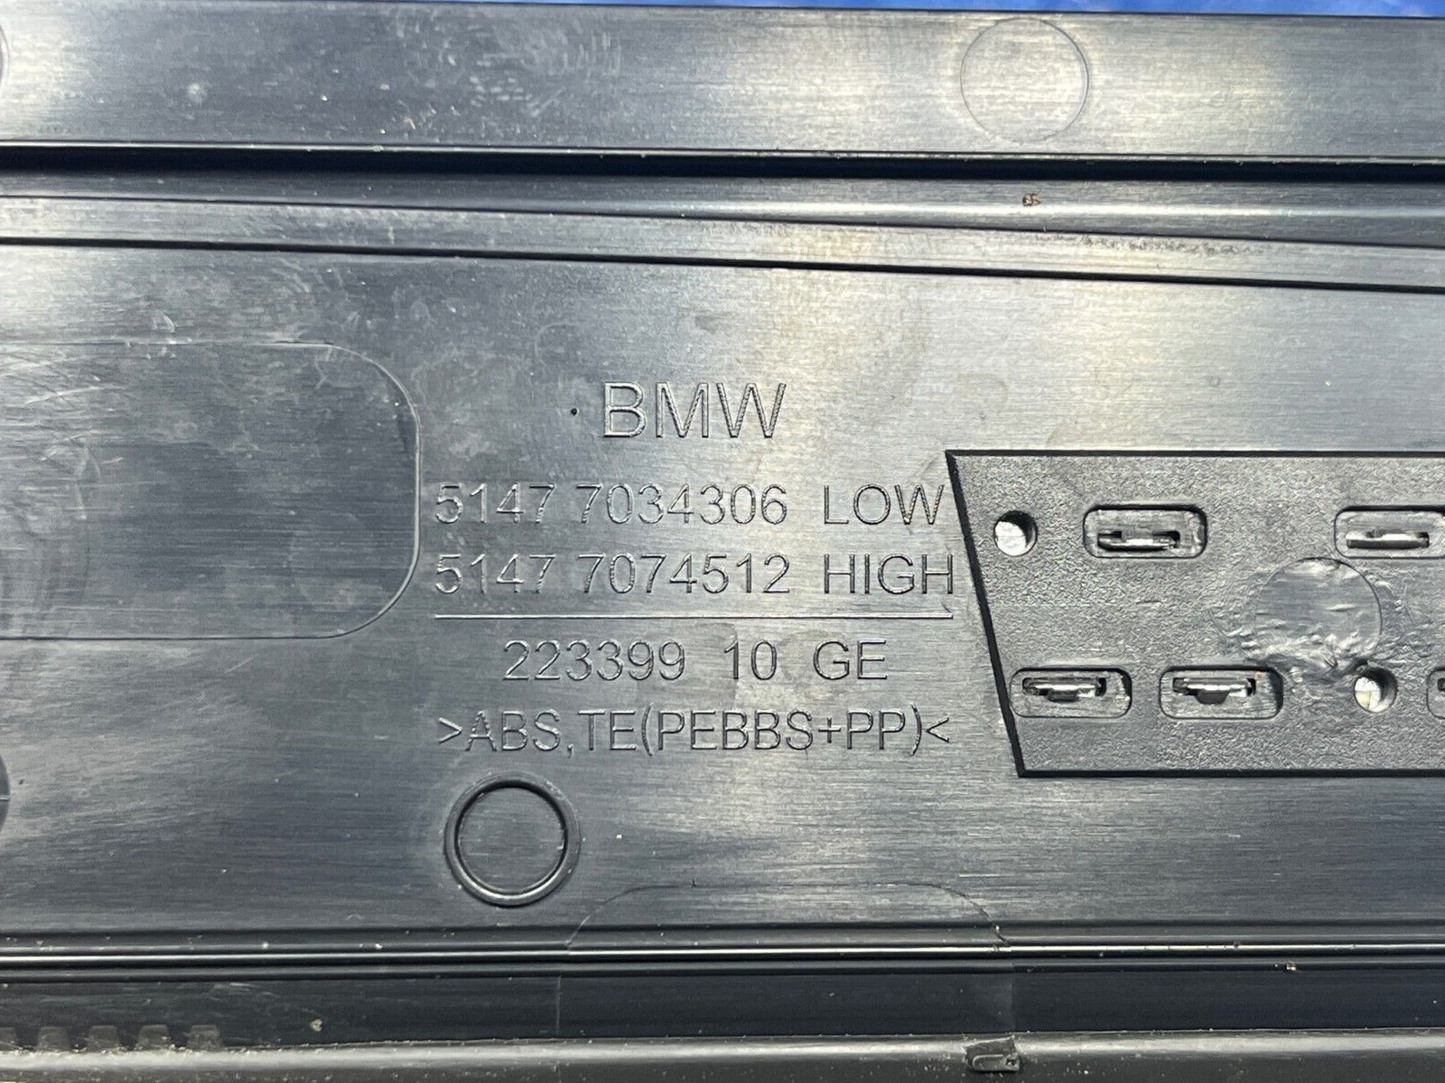 BMW
5147 7034306 LOW
5147 7074512 HIGH
223399 10 GE
>ABS,TE(PEBBS+PP)<